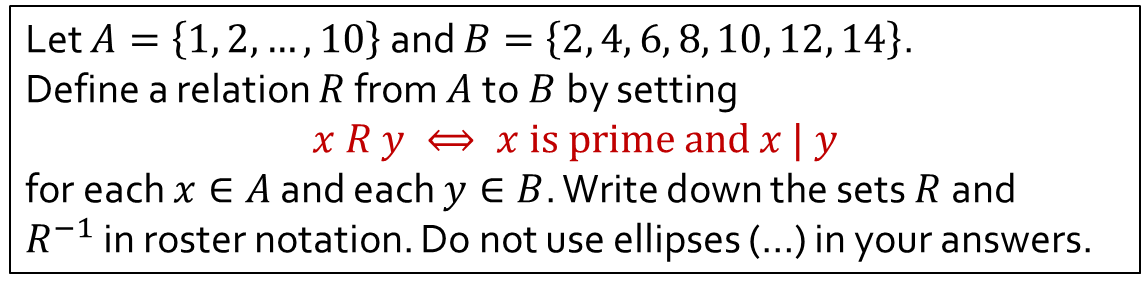 Let A = {1, 2, … , 10} and B = {2, 4, 6, 8, 10, 12, 14}.
Define a relation R from A to B by setting
x R y ⟺ x is prime and x | y
for each x ∈ A and each y ∈ B. Write down the sets R and
R⁻¹ in roster notation. Do not use ellipses (…) in your answers.